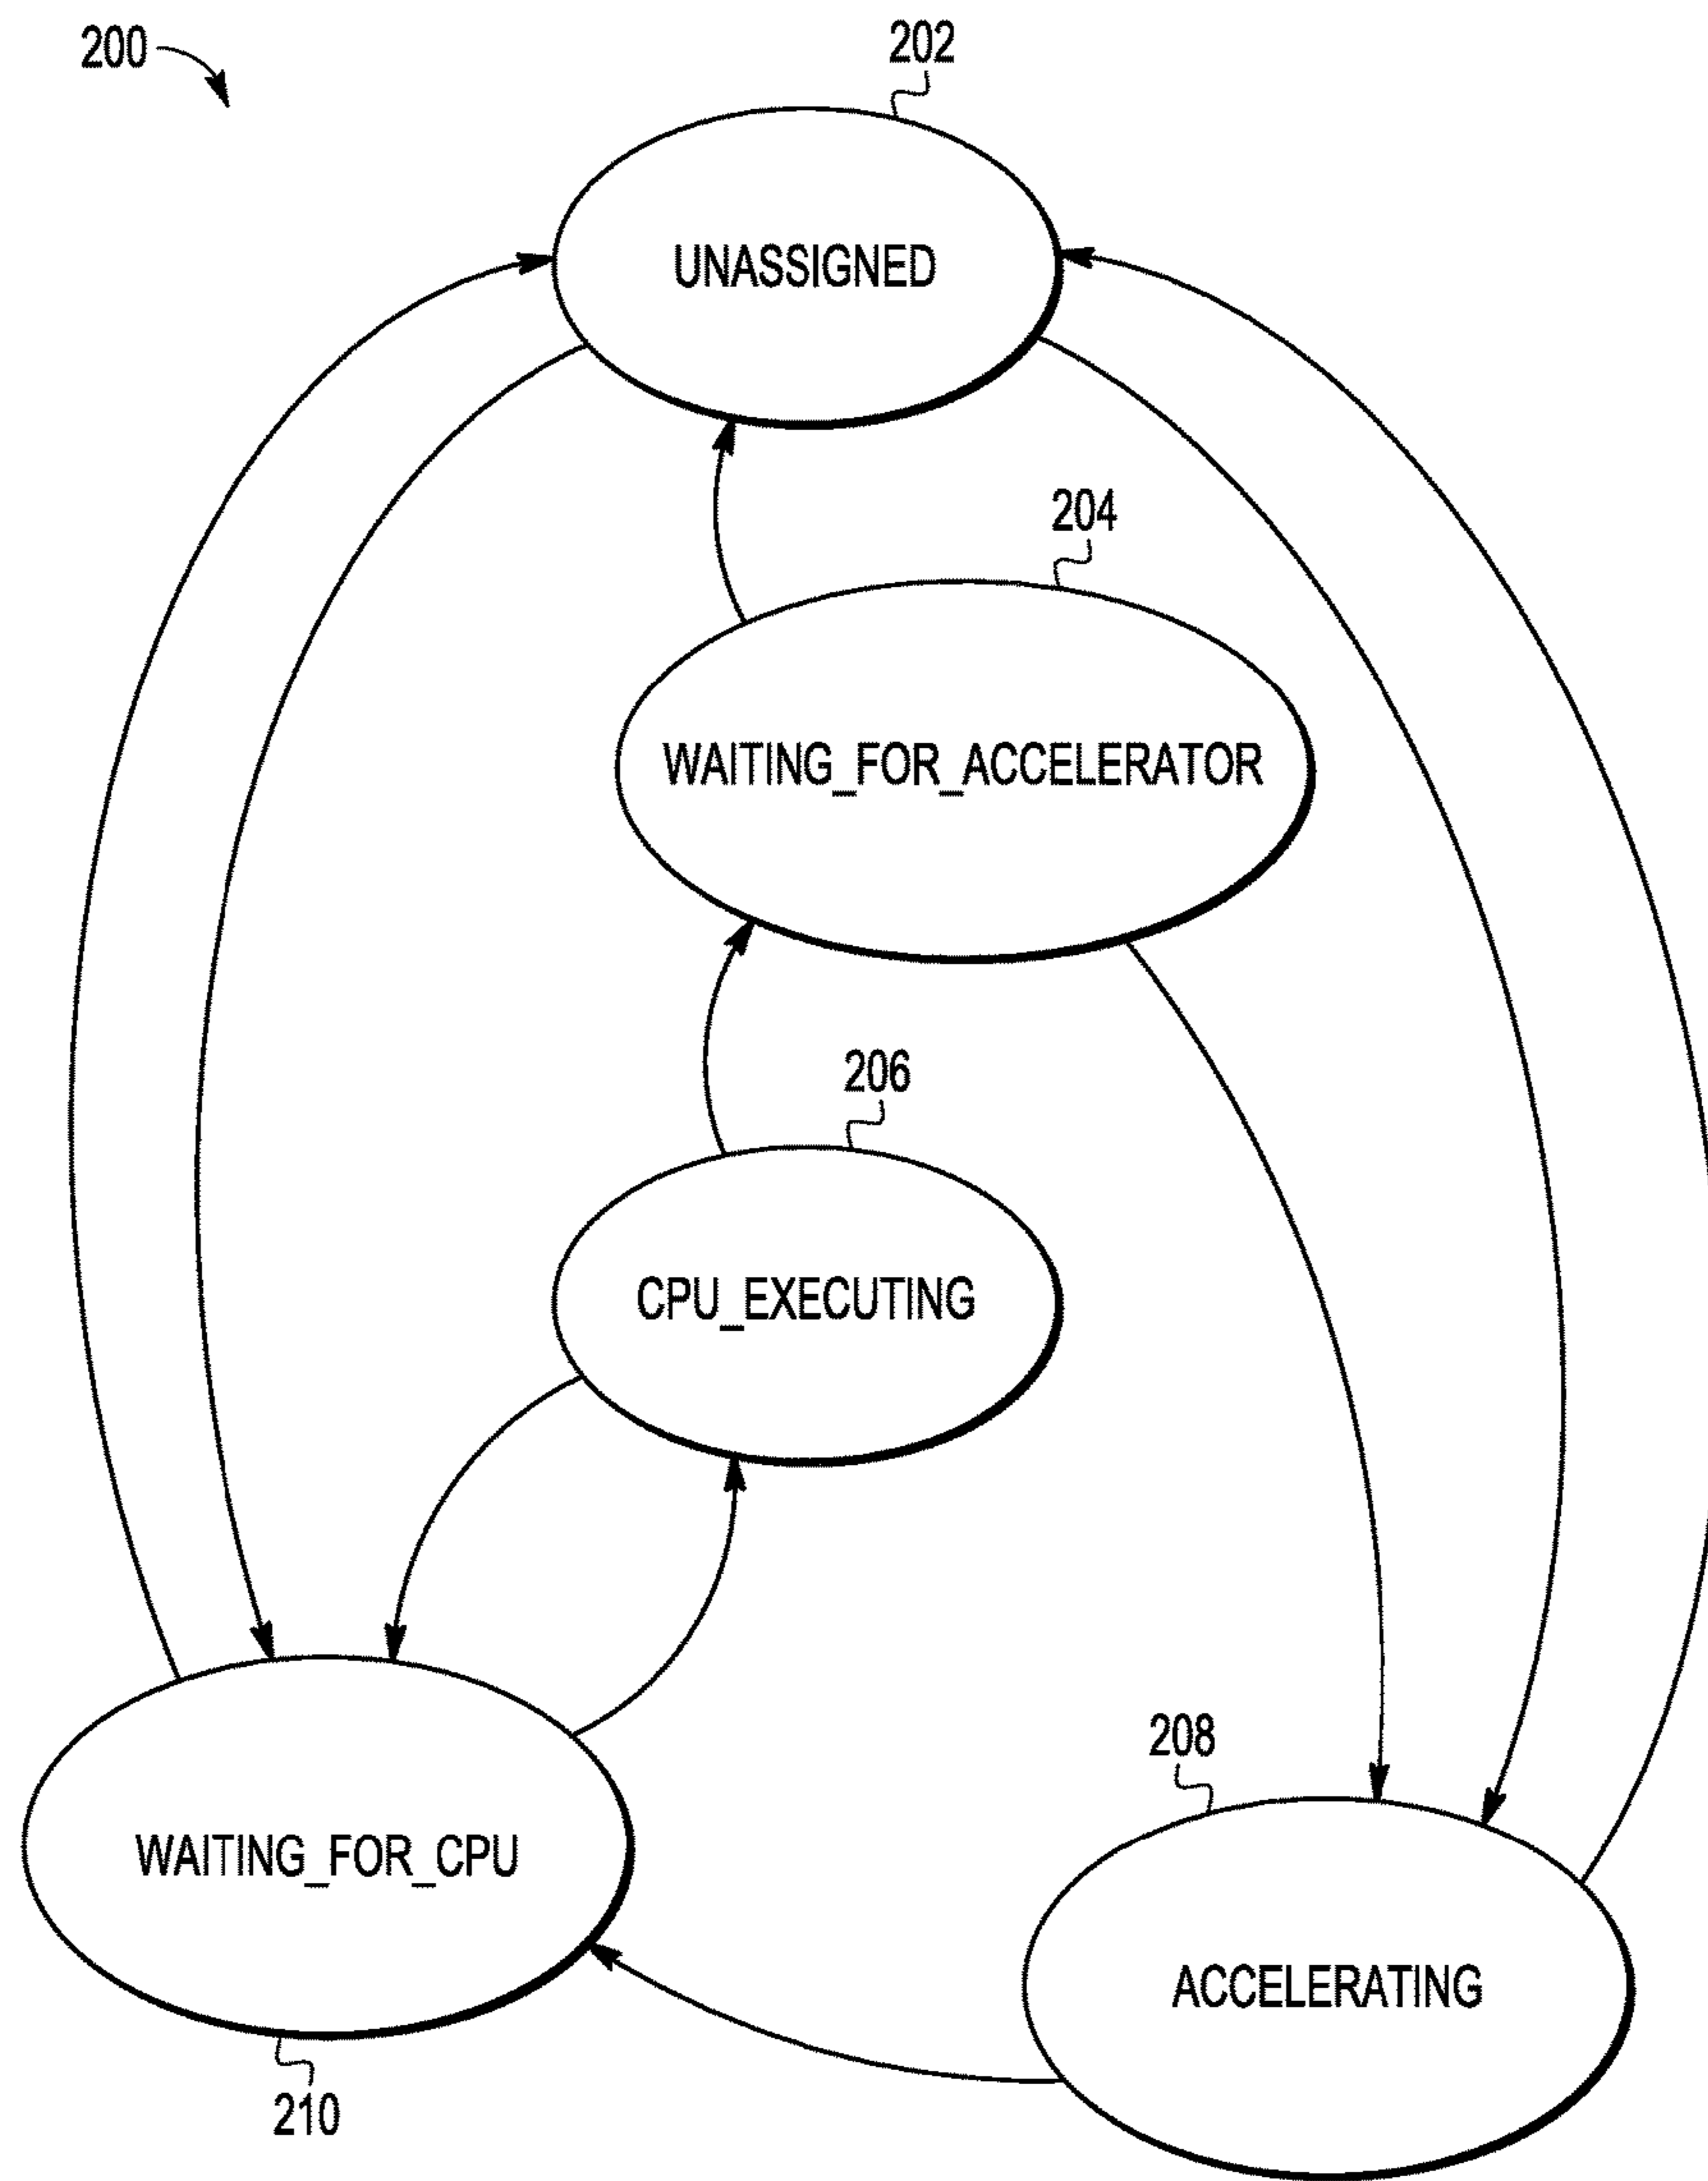 200
202
UNASSIGNED
204
WAITING_FOR_ACCELERATOR
206
CPU_EXECUTING
208
WAITING_FOR_CPU
ACCELERATING
210